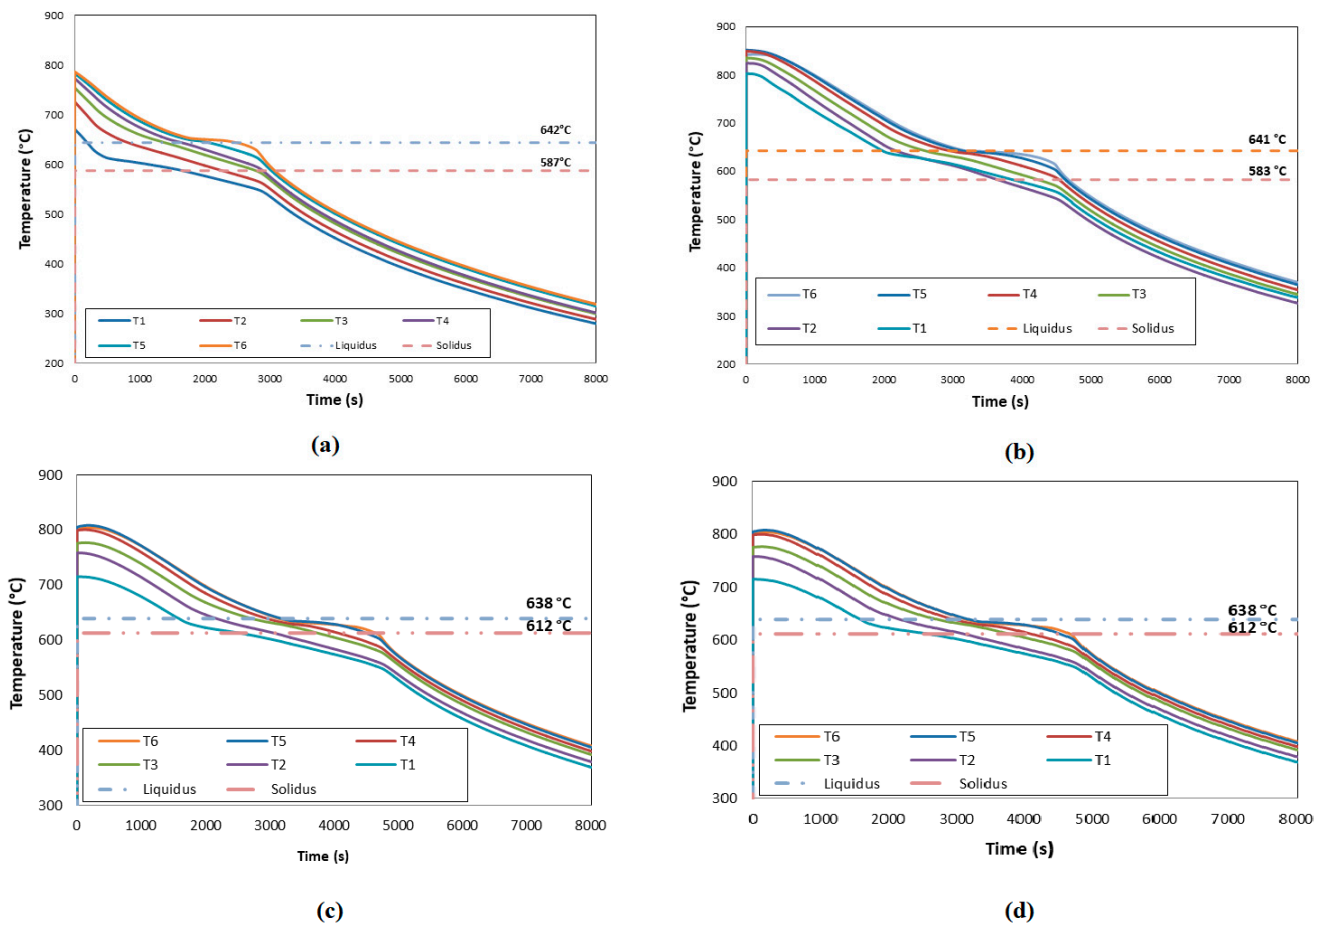 900
800
700
600
500
400
300
200
Temperature (°C)
642°C
587°C
T1 T2 T3 T4
T5 T6 Liquidus Solidus
0 1000 2000 3000 4000 5000 6000 7000 8000
Time (s)
(a)
900
800
700
600
500
400
300
200
Temperature (°C)
641 °C
583 °C
T6 T5 T4 T3
T2 T1 Liquidus Solidus
0 1000 2000 3000 4000 5000 6000 7000 8000
Time (s)
(b)
900
800
700
600
500
400
300
Temperature (°C)
638 °C
612 °C
T6 T5 T4
T3 T2 T1
Liquidus Solidus
0 1000 2000 3000 4000 5000 6000 7000 8000
Time (s)
(c)
900
800
700
600
500
400
300
Temperature (°C)
638 °C
612 °C
T6 T5 T4
T3 T2 T1
Liquidus Solidus
0 1000 2000 3000 4000 5000 6000 7000 8000
Time (s)
(d)